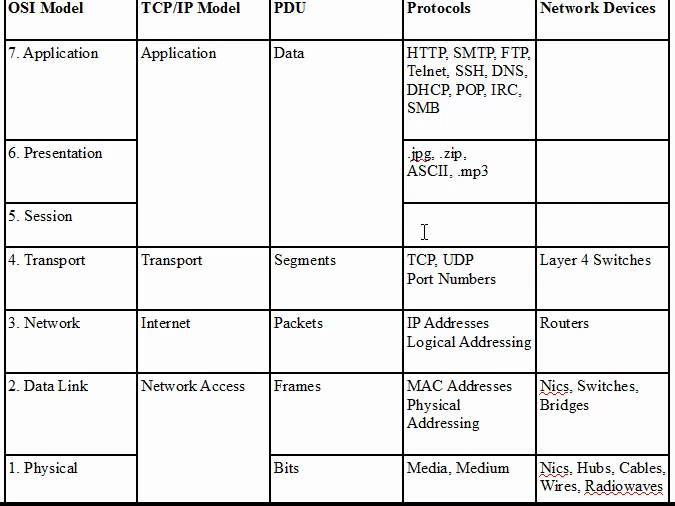 OSI Model TCP/IP Model PDU Protocols Network Devices
7. Application Application Data HTTP, SMTP, FTP,
Telnet, SSH, DNS,
DHCP, POP, IRC,
SMB
6. Presentation .jpg, .zip,
ASCII, .mp3
5. Session
4. Transport Transport Segments TCP, UDP Layer 4 Switches
Port Numbers
3. Network Internet Packets IP Addresses Routers
Logical Addressing
2. Data Link Network Access Frames MAC Addresses Nics, Switches,
Physical Bridges
Addressing
1. Physical Bits Media, Medium Nics, Hubs, Cables,
Wires, Radiowaves